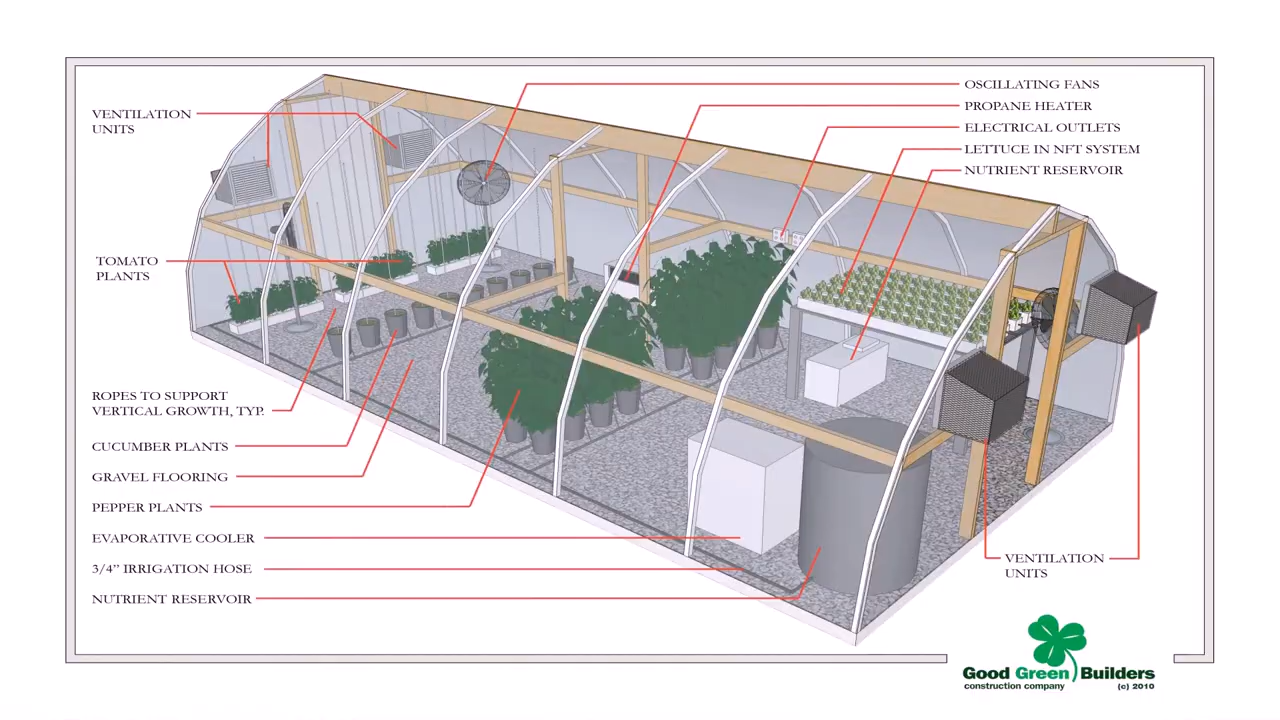 VENTILATION
UNITS
TOMATO
PLANTS
ROPES TO SUPPORT
VERTICAL GROWTH, TYP.
CUCUMBER PLANTS
GRAVEL FLOORING
PEPPER PLANTS
EVAPORATIVE COOLER
3/4” IRRIGATION HOSE
NUTRIENT RESERVOIR
OSCILLATING FANS
PROPANE HEATER
ELECTRICAL OUTLETS
LETTUCE IN NFT SYSTEM
NUTRIENT RESERVOIR
VENTILATION
UNITS
Good Green Builders
construction company (c) 2010